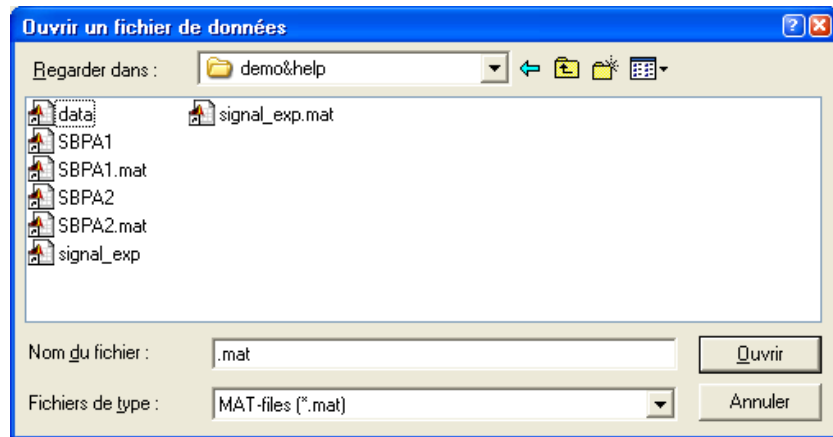 Ouvrir un fichier de données
Regarder dans :
demo&help
data
signal_exp.mat
SBPA1
SBPA1.mat
SBPA2
SBPA2.mat
signal_exp
Nom du fichier :
.mat
Ouvrir
Fichiers de type :
MAT-files (*.mat)
Annuler